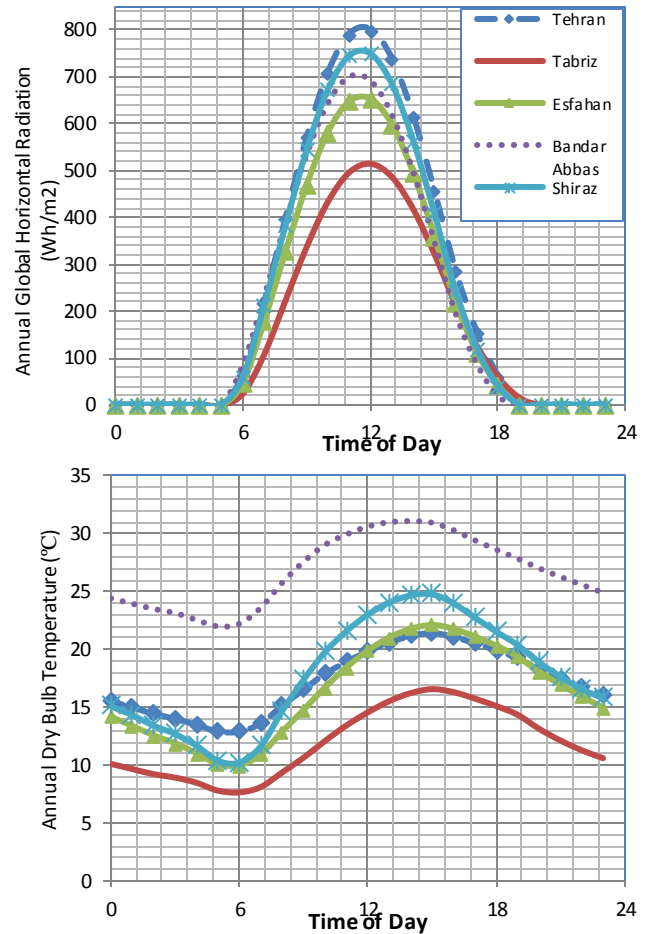 Annual Global Horizontal Radiation
(Wh/m2)
800
700
600
500
400
300
200
100
0
0
6
12
18
24
Time of Day
Tehran
Tabriz
Esfahan
Bandar
Abbas
Shiraz
Annual Dry Bulb Temperature (°C)
35
30
25
20
15
10
5
0
0
6
12
18
24
Time of Day